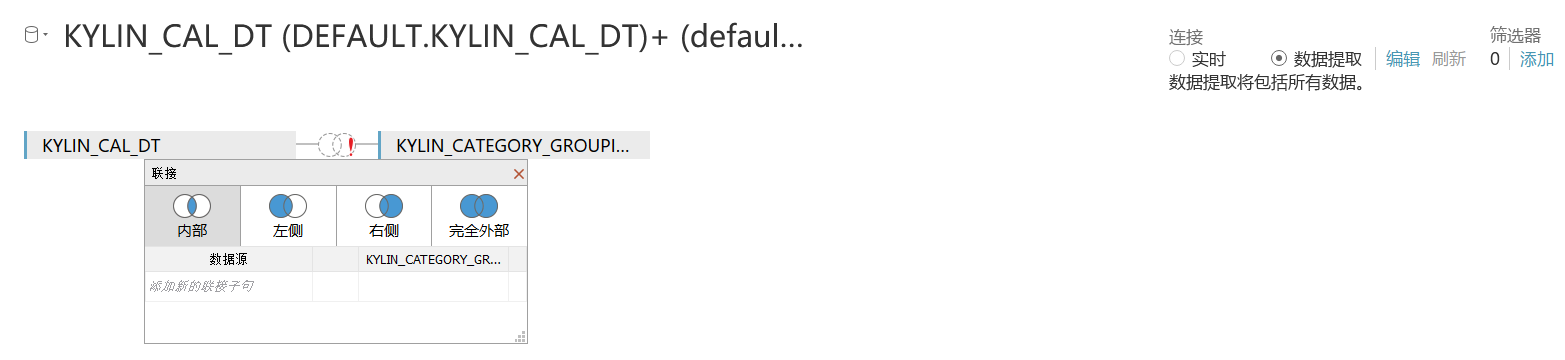 KYLIN_CAL_DT (DEFAULT.KYLIN_CAL_DT)+ (defaul...
连接
筛选器
实时
数据提取
编辑
刷新
0
添加
数据提取将包括所有数据。
KYLIN_CAL_DT
KYLIN_CATEGORY_GROUPI...
联接
内部
左侧
右侧
完全外部
数据源
KYLIN_CATEGORY_GR...
添加新的联接子句